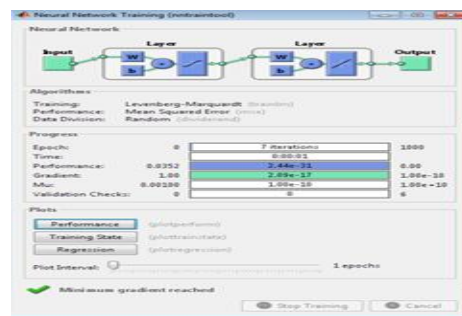 Neural Network Training (nntraintool)
Neural Network
Input Layer Layer Output
W W
b b
Algorithms
Training: Levenberg-Marquardt (trainlm)
Performance: Mean Squared Error (mse)
Data Division: Random (dividerand)
Progress
Epoch: 0 7 iterations 1000
Time: 0:00:01
Performance: 0.0352 2.44e-31 0.00
Gradient: 1.00 2.09e-17 1.00e-10
Mu: 0.00100 1.00e-10 1.00e+10
Validation Checks: 0 0 6
Plots
Performance (plotperform)
Training State (plottrainstate)
Regression (plotregression)
Plot Interval: 1 epochs
Minimum gradient reached
Stop Training Cancel